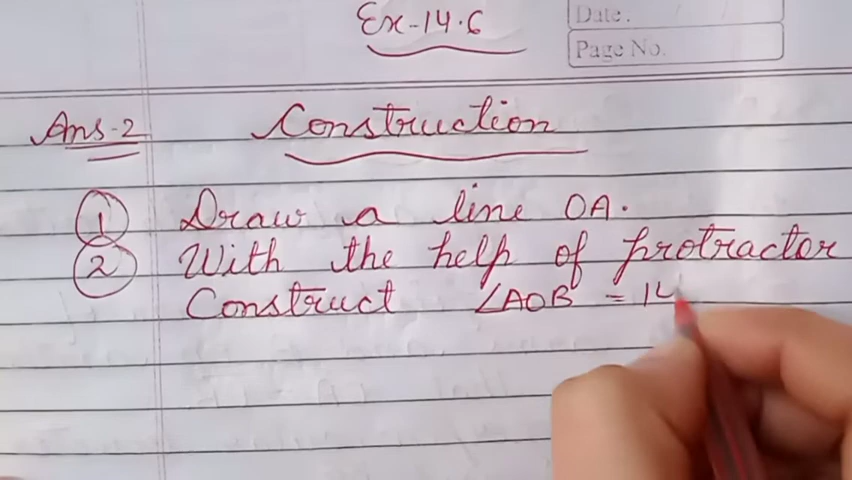 Ex-14.6
Date.
Page No.
Ans-2 Construction
1 Draw a line OA.
2 With the help of protractor
Construct ∠AOB = 14